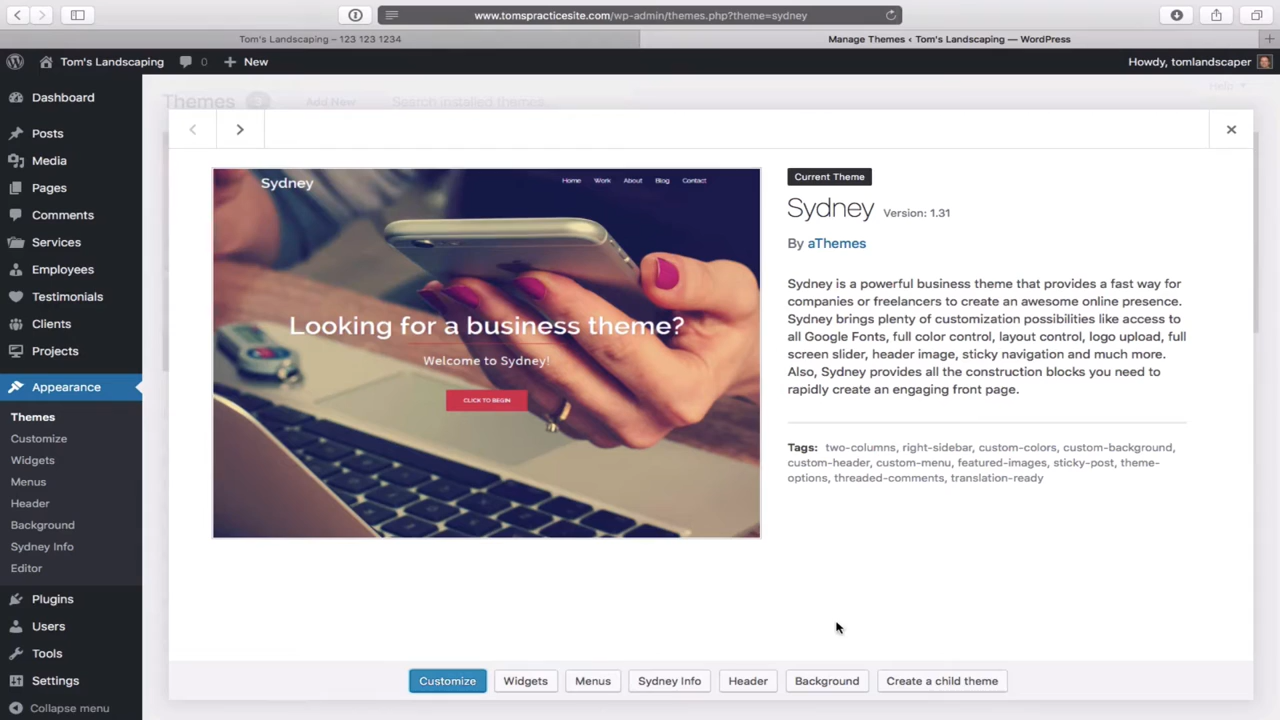 www.tomspracticesite.com/wp-admin/themes.php?theme=sydney
Tom's Landscaping – 123 123 1234
Manage Themes ‹ Tom's Landscaping — WordPress
Tom's Landscaping
0
New
Howdy, tomlandscaper
Dashboard
Posts
Media
Pages
Comments
Services
Employees
Testimonials
Clients
Projects
Appearance
Themes
Customize
Widgets
Menus
Header
Background
Sydney Info
Editor
Plugins
Users
Tools
Settings
Collapse menu
Themes
3
Add New
Search installed themes...
Help
Sydney
Home
Work
About
Blog
Contact
Looking for a business theme?
Welcome to Sydney!
CLICK TO BEGIN
Current Theme
Sydney Version: 1.31
By aThemes
Sydney is a powerful business theme that provides a fast way for
companies or freelancers to create an awesome online presence.
Sydney brings plenty of customization possibilities like access to
all Google Fonts, full color control, layout control, logo upload, full
screen slider, header image, sticky navigation and much more.
Also, Sydney provides all the construction blocks you need to
rapidly create an engaging front page.
Tags: two-columns, right-sidebar, custom-colors, custom-background,
custom-header, custom-menu, featured-images, sticky-post, theme-
options, threaded-comments, translation-ready
Customize
Widgets
Menus
Sydney Info
Header
Background
Create a child theme